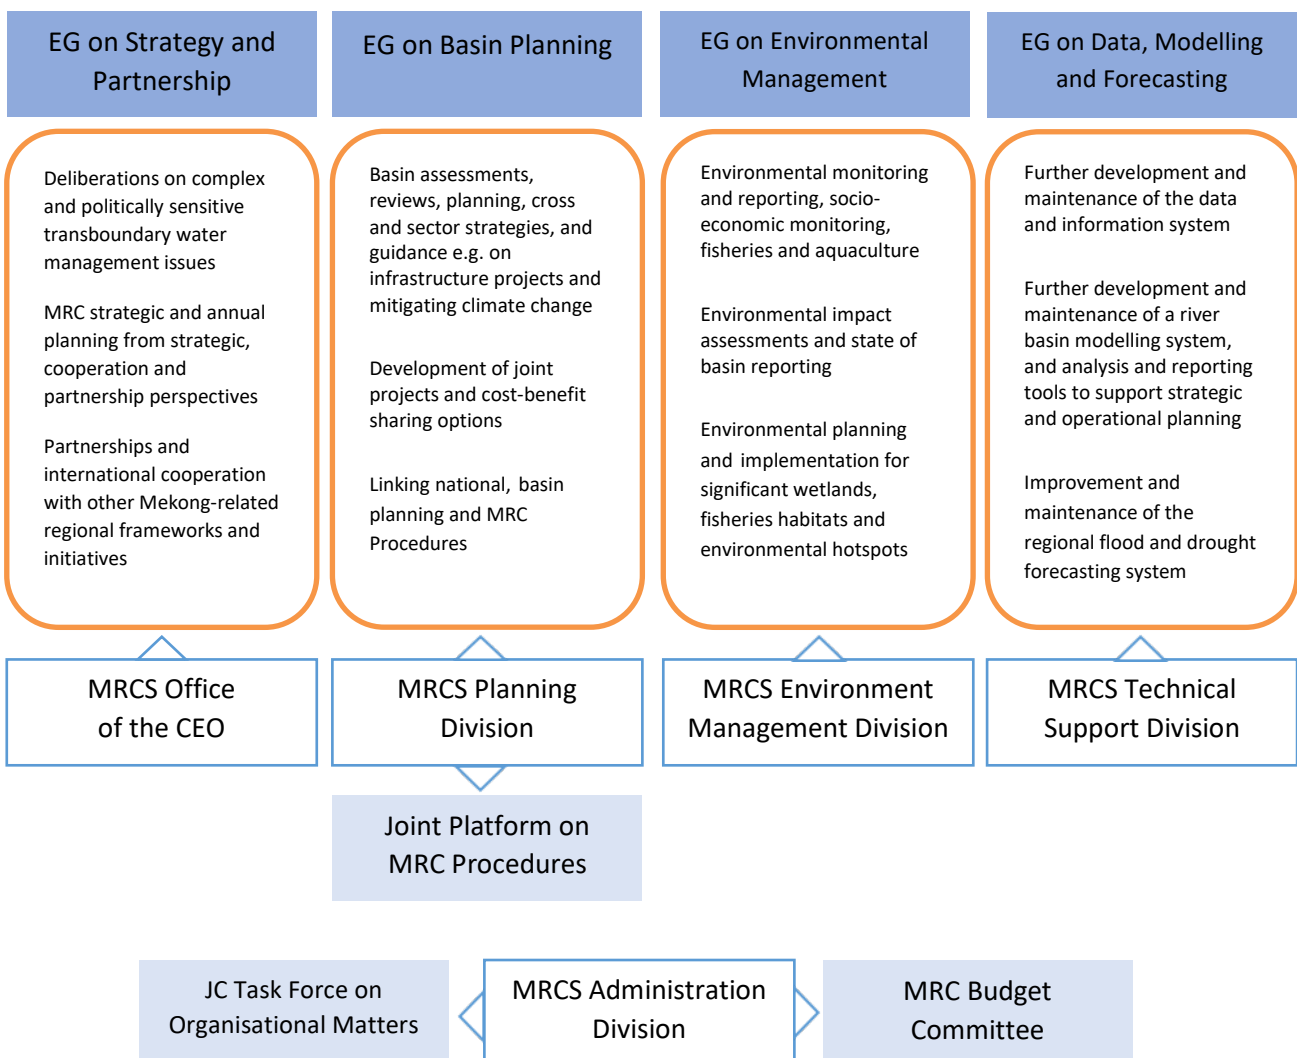 EG on Strategy and
Partnership
EG on Basin Planning
EG on Environmental
Management
EG on Data, Modelling
and Forecasting
Deliberations on complex
and politically sensitive
transboundary water
management issues
MRC strategic and annual
planning from strategic,
cooperation and
partnership perspectives
Partnerships and
international cooperation
with other Mekong-related
regional frameworks and
initiatives
Basin assessments,
reviews, planning, cross
and sector strategies, and
guidance e.g. on
infrastructure projects and
mitigating climate change
Development of joint
projects and cost-benefit
sharing options
Linking national, basin
planning and MRC
Procedures
Environmental monitoring
and reporting, socio-
economic monitoring,
fisheries and aquaculture
Environmental impact
assessments and state of
basin reporting
Environmental planning
and implementation for
significant wetlands,
fisheries habitats and
environmental hotspots
Further development and
maintenance of the data
and information system
Further development and
maintenance of a river
basin modelling system,
and analysis and reporting
tools to support strategic
and operational planning
Improvement and
maintenance of the
regional flood and drought
forecasting system
MRCS Office
of the CEO
MRCS Planning
Division
MRCS Environment
Management Division
MRCS Technical
Support Division
Joint Platform on
MRC Procedures
JC Task Force on
Organisational Matters
MRCS Administration
Division
MRC Budget
Committee